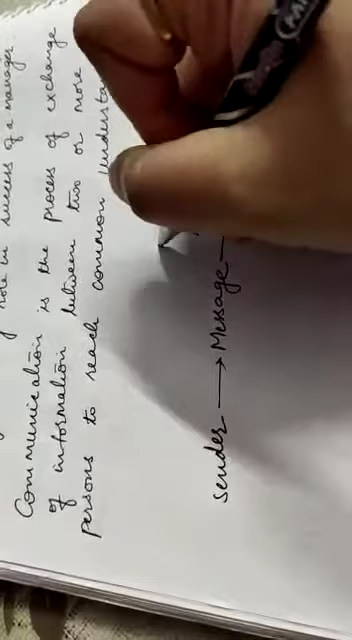 role in success of a manager
Communication is the process of exchange
of information between two or more
persons to reach common understa
sender → Message –